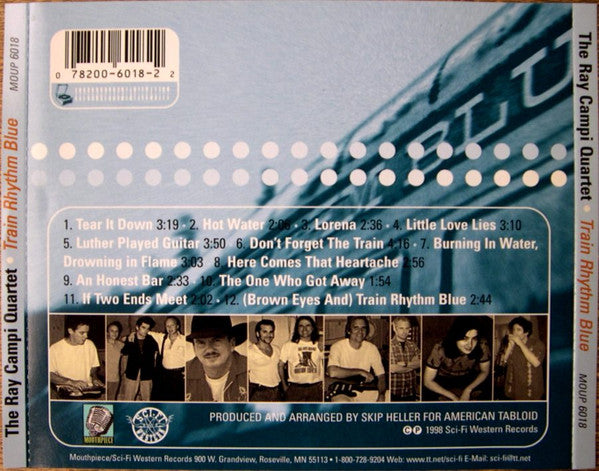 The Ray Campi Quartet • Train Rhythm Blue MOUP 6018
0 78200-6018-2 2
BLU
1. Tear It Down 3:19 • 2. Hot Water 2:06 • 3. Lorena 2:36 • 4. Little Love Lies 3:10
5. Luther Played Guitar 3:50 6. Don't Forget The Train 4:16 • 7. Burning In Water,
Drowning in Flame 3:03 8. Here Comes That Heartache 2:56
9. An Honest Bar 2:33 10. The One Who Got Away 1:54
11. If Two Ends Meet 2:02 • 12. (Brown Eyes And) Train Rhythm Blue 2:44
MOUTHPIECE
SCI-FI
WESTERN
PRODUCED AND ARRANGED BY SKIP HELLER FOR AMERICAN TABLOID
© ℗ 1998 Sci-Fi Western Records
Mouthpiece/Sci-Fi Western Records 900 W. Grandview, Roseville, MN 55113 • 1-800-728-9204 Web: www.tt.net/sci-fi E-Mail: sci-fi@tt.net
The Ray Campi Quartet • Train Rhythm Blue MOUP 6018